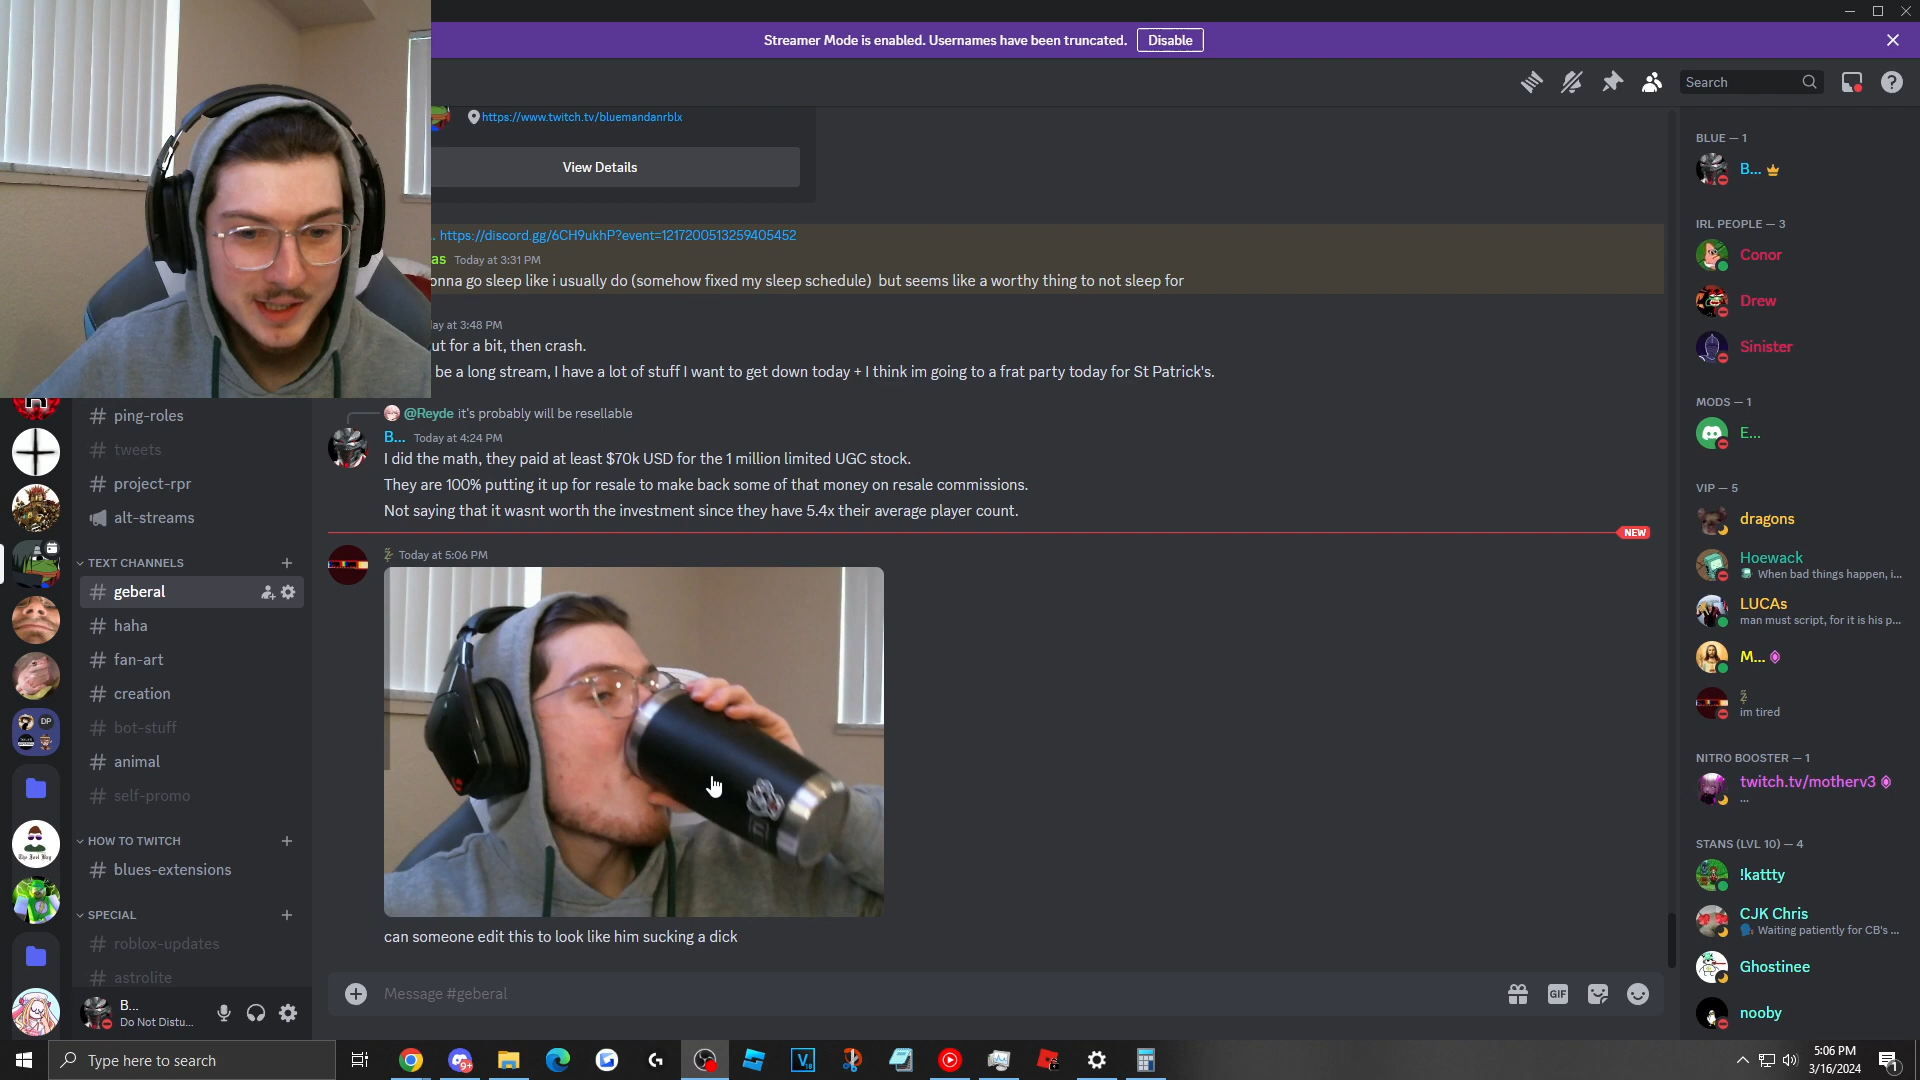 Streamer Mode is enabled. Usernames have been truncated.
Disable
Search
https://www.twitch.tv/bluemandanrblx
View Details
https://discord.gg/6CH9ukhP?event=1217200513259405452
as Today at 3:31 PM
onna go sleep like i usually do (somehow fixed my sleep schedule) but seems like a worthy thing to not sleep for
ay at 3:48 PM
ut for a bit, then crash.
be a long stream, I have a lot of stuff I want to get down today + I think im going to a frat party today for St Patrick's.
@Reyde it's probably will be resellable
B... Today at 4:24 PM
I did the math, they paid at least $70k USD for the 1 million limited UGC stock.
They are 100% putting it up for resale to make back some of that money on resale commissions.
Not saying that it wasnt worth the investment since they have 5.4x their average player count.
NEW
Today at 5:06 PM
can someone edit this to look like him sucking a dick
Message #geberal
GIF
ping-roles
tweets
project-rpr
alt-streams
TEXT CHANNELS
geberal
haha
fan-art
creation
bot-stuff
animal
self-promo
HOW TO TWITCH
blues-extensions
SPECIAL
roblox-updates
astrolite
B...
Do Not Distu...
DP
BLUE — 1
B...
IRL PEOPLE — 3
Conor
Drew
Sinister
MODS — 1
E...
VIP — 5
dragons
Hoewack
When bad things happen, i...
LUCAs
man must script, for it is his p...
M...
im tired
NITRO BOOSTER — 1
twitch.tv/motherv3
...
STANS (LVL 10) — 4
!kattty
CJK Chris
Waiting patiently for CB's ...
Ghostinee
nooby
Type here to search
9+
5:06 PM
3/16/2024
1